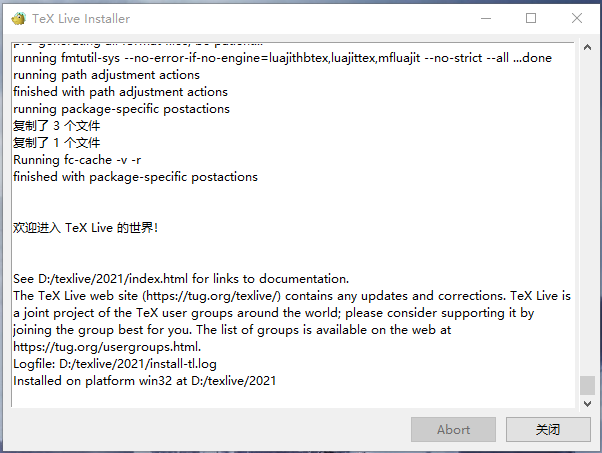 TeX Live Installer
pre-generating all format files, be patient...
running fmtutil-sys --no-error-if-no-engine=luajithbtex,luajittex,mfluajit --no-strict --all ...done
running path adjustment actions
finished with path adjustment actions
running package-specific postactions
复制了 3 个文件
复制了 1 个文件
Running fc-cache -v -r
finished with package-specific postactions
欢迎进入 TeX Live 的世界!
See D:/texlive/2021/index.html for links to documentation.
The TeX Live web site (https://tug.org/texlive/) contains any updates and corrections. TeX Live is
a joint project of the TeX user groups around the world; please consider supporting it by
joining the group best for you. The list of groups is available on the web at
https://tug.org/usergroups.html.
Logfile: D:/texlive/2021/install-tl.log
Installed on platform win32 at D:/texlive/2021
Abort
关闭